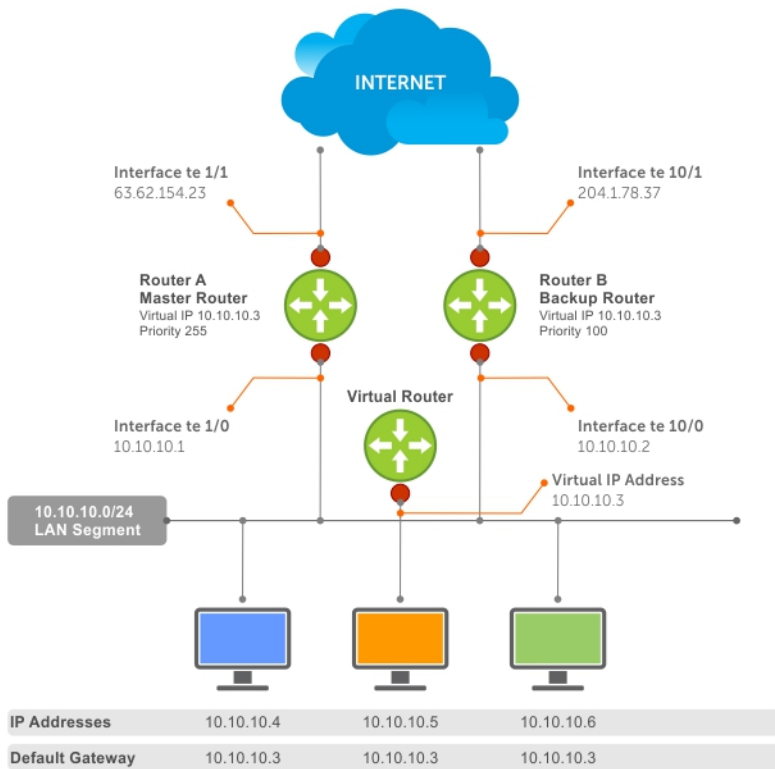 INTERNET
Interface te 1/1
63.62.154.23
Interface te 10/1
204.1.78.37
Router A
Master Router
Virtual IP 10.10.10.3
Priority 255
Router B
Backup Router
Virtual IP 10.10.10.3
Priority 100
Virtual Router
Interface te 1/0
10.10.10.1
Interface te 10/0
10.10.10.2
Virtual IP Address
10.10.10.3
10.10.10.0/24
LAN Segment
IP Addresses 10.10.10.4 10.10.10.5 10.10.10.6
Default Gateway 10.10.10.3 10.10.10.3 10.10.10.3